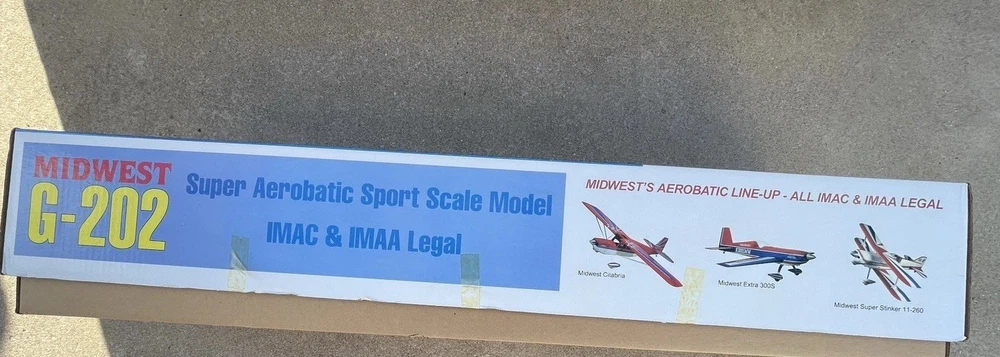 MIDWEST
G-202
Super Aerobatic Sport Scale Model
IMAC & IMAA Legal
MIDWEST'S AEROBATIC LINE-UP - ALL IMAC & IMAA LEGAL
Midwest Citabria
Midwest Extra 300S
Midwest Super Stinker 11-260